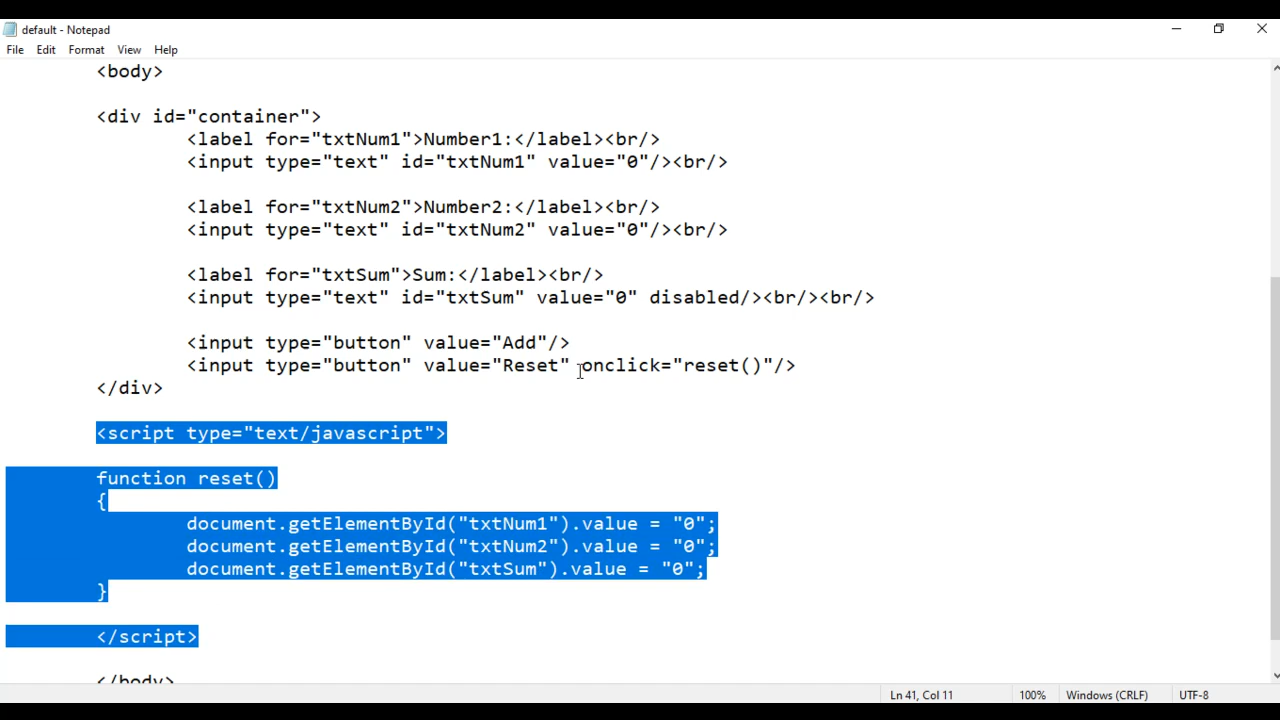 default - Notepad
File Edit Format View Help
<body>
<div id="container">
<label for="txtNum1">Number1:</label><br/>
<input type="text" id="txtNum1" value="0"/><br/>
<label for="txtNum2">Number2:</label><br/>
<input type="text" id="txtNum2" value="0"/><br/>
<label for="txtSum">Sum:</label><br/>
<input type="text" id="txtSum" value="0" disabled/><br/><br/>
<input type="button" value="Add"/>
<input type="button" value="Reset" onclick="reset()"/>
</div>
<script type="text/javascript">
function reset()
{
document.getElementById("txtNum1").value = "0";
document.getElementById("txtNum2").value = "0";
document.getElementById("txtSum").value = "0";
}
</script>
</body>
Ln 41, Col 11 100% Windows (CRLF) UTF-8